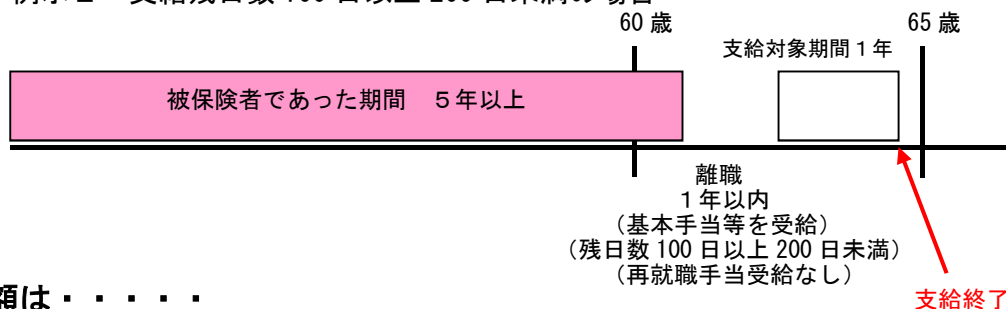 支給残日数 100 日以上 200 日未満の場合
60 歳
65 歳
支給対象期間1年
被保険者であった期間　5年以上
離職
1年以内
（基本手当等を受給）
（残日数 100 日以上 200 日未満）
（再就職手当受給なし）
額は・・・・・
支給終了